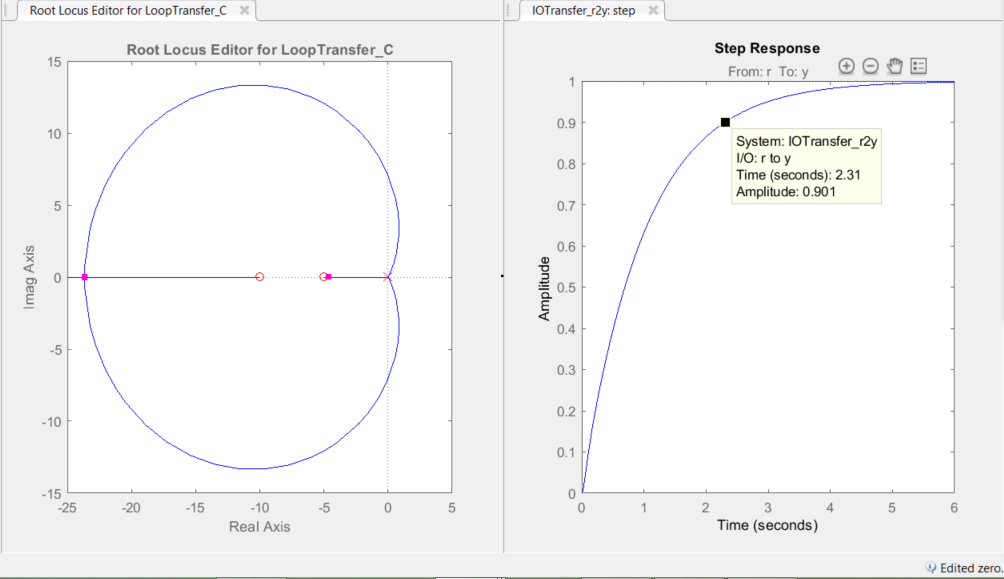 Root Locus Editor for LoopTransfer_C
IOTransfer_r2y: step
Root Locus Editor for LoopTransfer_C
15
10
5
0
-5
-10
-15
Imag Axis
-25
-20
-15
-10
-5
0
5
Real Axis
Step Response
From: r To: y
1
0.9
0.8
0.7
0.6
0.5
0.4
0.3
0.2
0.1
0
Amplitude
System: IOTransfer_r2y
I/O: r to y
Time (seconds): 2.31
Amplitude: 0.901
0
1
2
3
4
5
6
Time (seconds)
Edited zero.